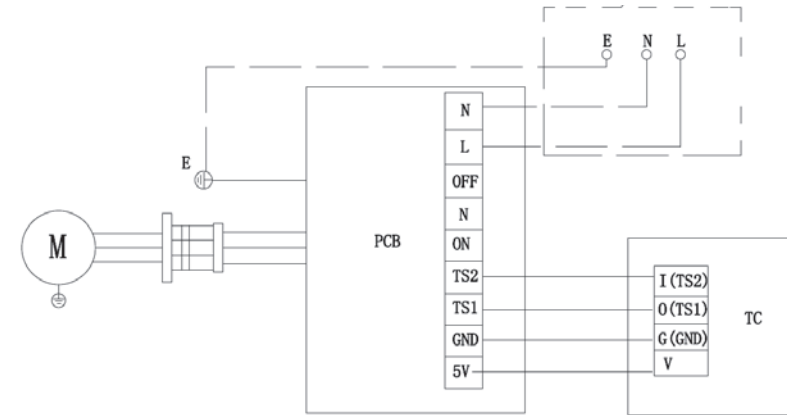 E N L
N
L
E
OFF
N
M
PCB
ON
TS2
I(TS2)
TS1
O(TS1)
TC
GND
G(GND)
5V
V